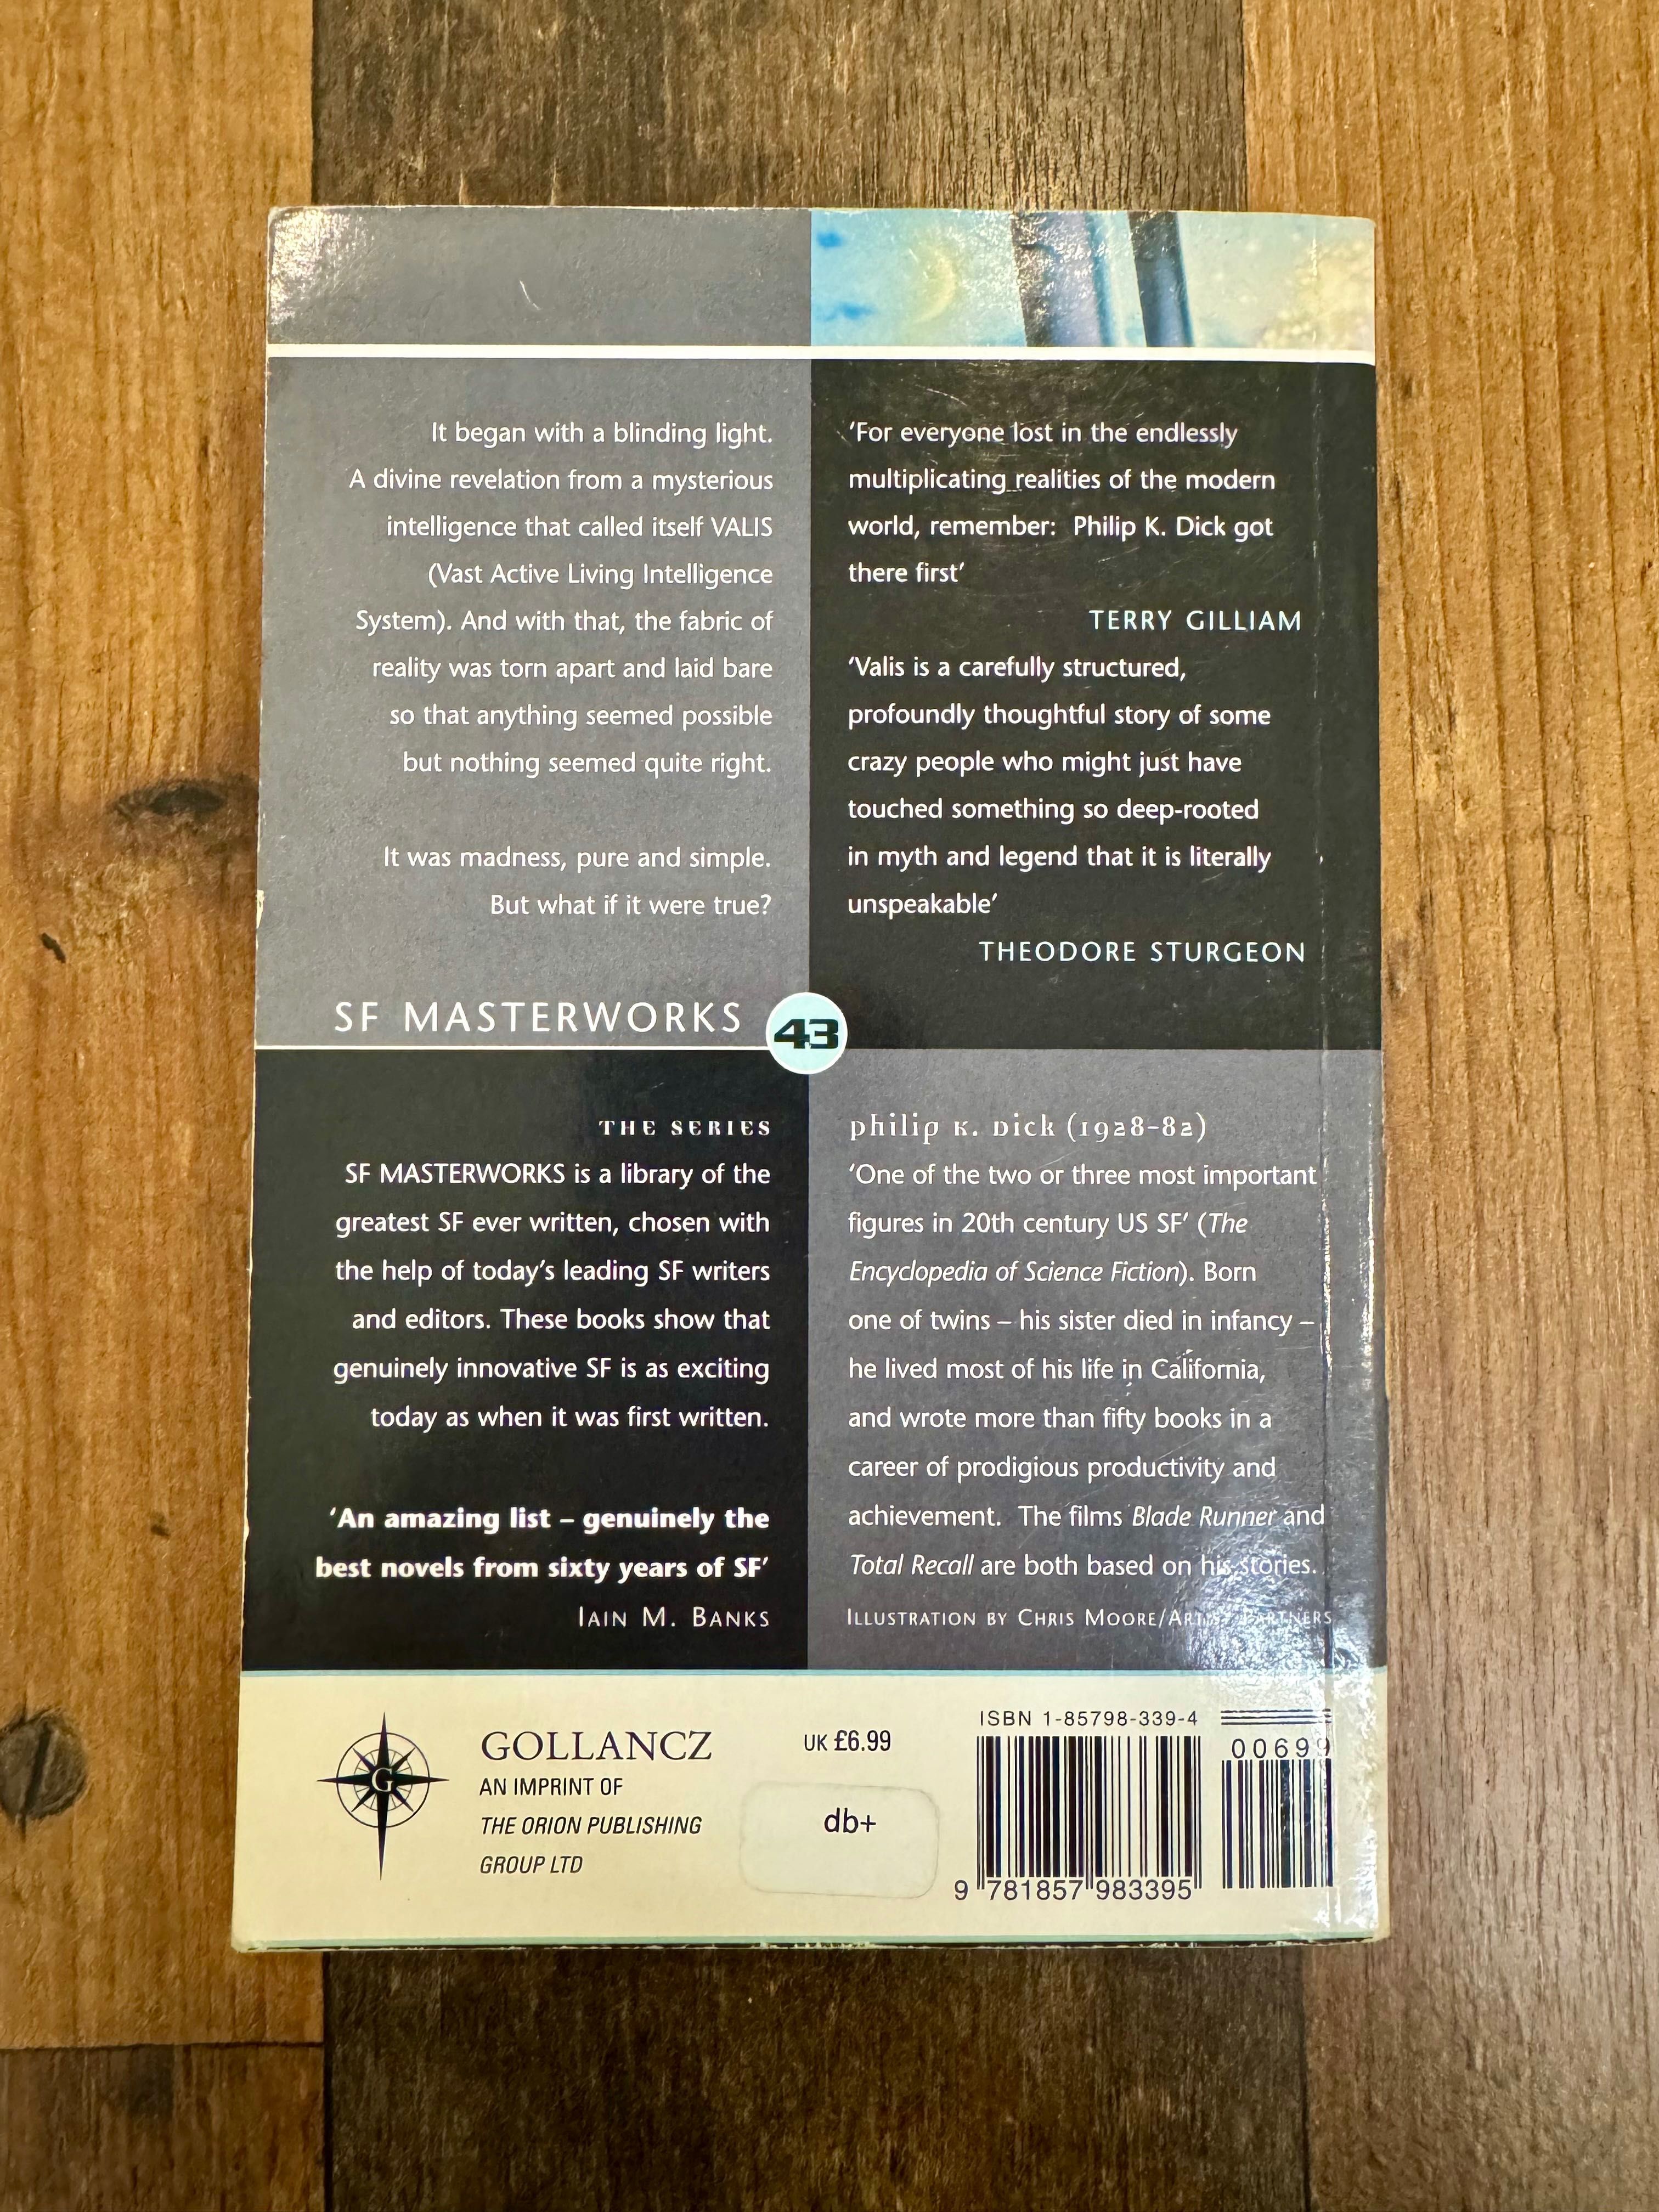 It began with a blinding light.
A divine revelation from a mysterious
intelligence that called itself VALIS
(Vast Active Living Intelligence
System). And with that, the fabric of
reality was torn apart and laid bare
so that anything seemed possible
but nothing seemed quite right.
It was madness, pure and simple.
But what if it were true?
‘For everyone lost in the endlessly
multiplicating realities of the modern
world, remember: Philip K. Dick got
there first’
TERRY GILLIAM
‘Valis is a carefully structured,
profoundly thoughtful story of some
crazy people who might just have
touched something so deep-rooted
in myth and legend that it is literally
unspeakable’
THEODORE STURGEON
SF MASTERWORKS 43
THE SERIES
SF MASTERWORKS is a library of the
greatest SF ever written, chosen with
the help of today’s leading SF writers
and editors. These books show that
genuinely innovative SF is as exciting
today as when it was first written.
‘An amazing list – genuinely the
best novels from sixty years of SF’
IAIN M. BANKS
philip K. Dick (1928–82)
‘One of the two or three most important
figures in 20th century US SF’ (The
Encyclopedia of Science Fiction). Born
one of twins – his sister died in infancy –
he lived most of his life in California,
and wrote more than fifty books in a
career of prodigious productivity and
achievement. The films Blade Runner and
Total Recall are both based on his stories.
ILLUSTRATION BY CHRIS MOORE/ARTIST PARTNERS
G
GOLLANCZ
AN IMPRINT OF
THE ORION PUBLISHING
GROUP LTD
UK £6.99
db+
ISBN 1-85798-339-4
00699
9 781857 983395